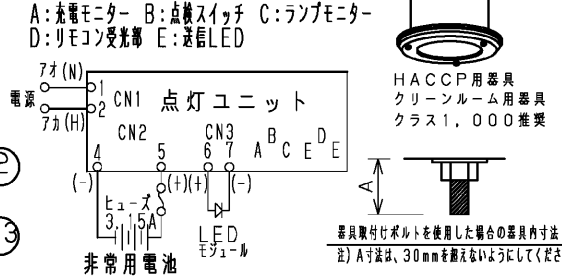 A:充電モニター B:点検スイッチ C:ランプモニター
D:リモコン受光部 E:送信LED
アオ(N)
電源
アカ(H)
1
2
CN1 点灯ユニット
CN2
CN3
A B C E D E
4 5 6 7
(-) (+)(+) (-)
ヒューズ
3.15A
LED
モジュール
非常用電池
2
3
HACCP用器具
クリーンルーム用器具
クラス1,000推奨
A
器具取付けボルトを使用した場合の器具内寸法
注)A寸法は、30mmを超えないようにしてくださ